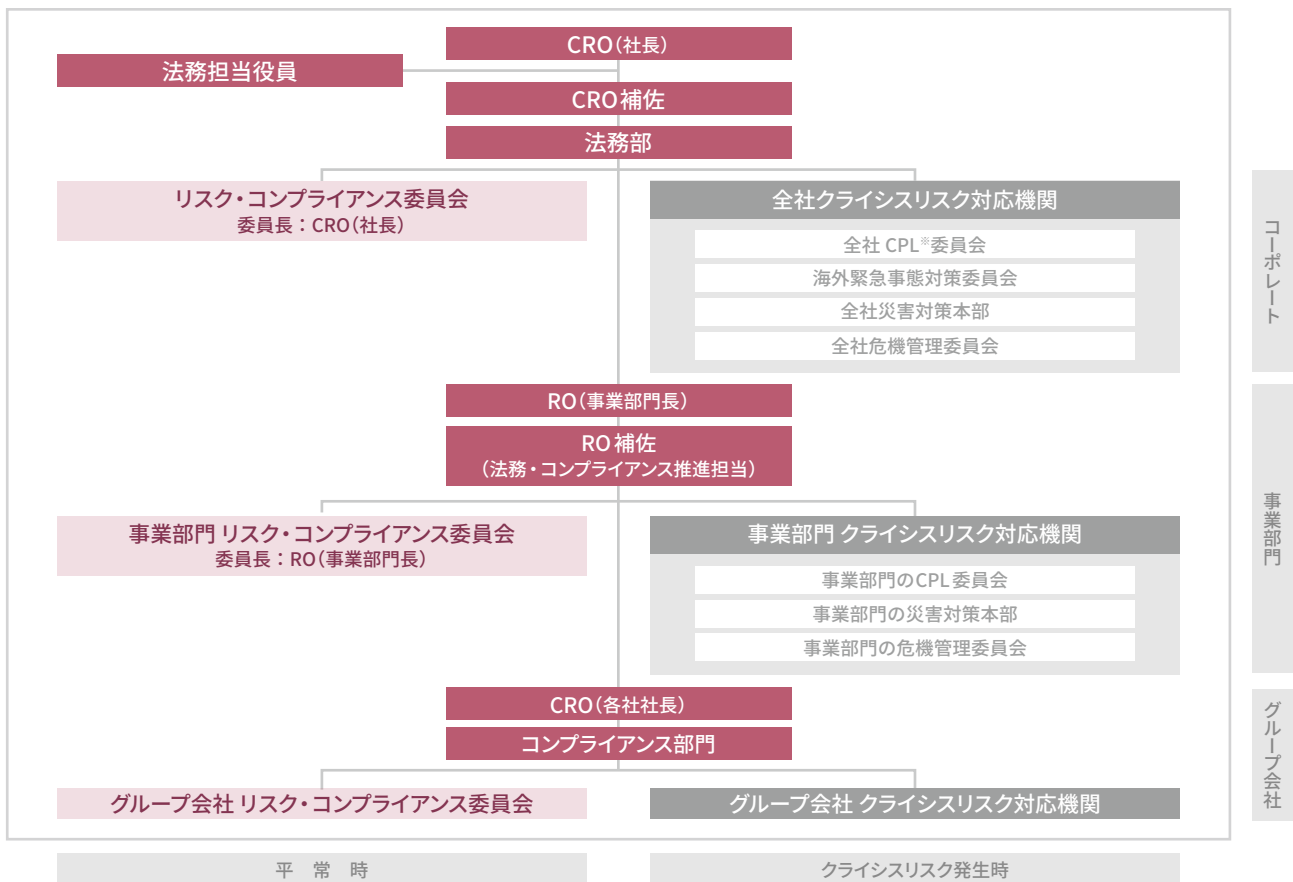 CRO(社長)
法務担当役員
CRO補佐
法務部
リスク・コンプライアンス委員会
委員長：CRO(社長)
全社クライシスリスク対応機関
全社 CPL※委員会
海外緊急事態対策委員会
全社災害対策本部
全社危機管理委員会
コーポレート
RO(事業部門長)
RO補佐
(法務・コンプライアンス推進担当)
事業部門 リスク・コンプライアンス委員会
委員長：RO(事業部門長)
事業部門 クライシスリスク対応機関
事業部門のCPL委員会
事業部門の災害対策本部
事業部門の危機管理委員会
事業部門
CRO(各社社長)
コンプライアンス部門
グループ会社 リスク・コンプライアンス委員会
グループ会社 クライシスリスク対応機関
グループ会社
平 常 時
クライシスリスク発生時